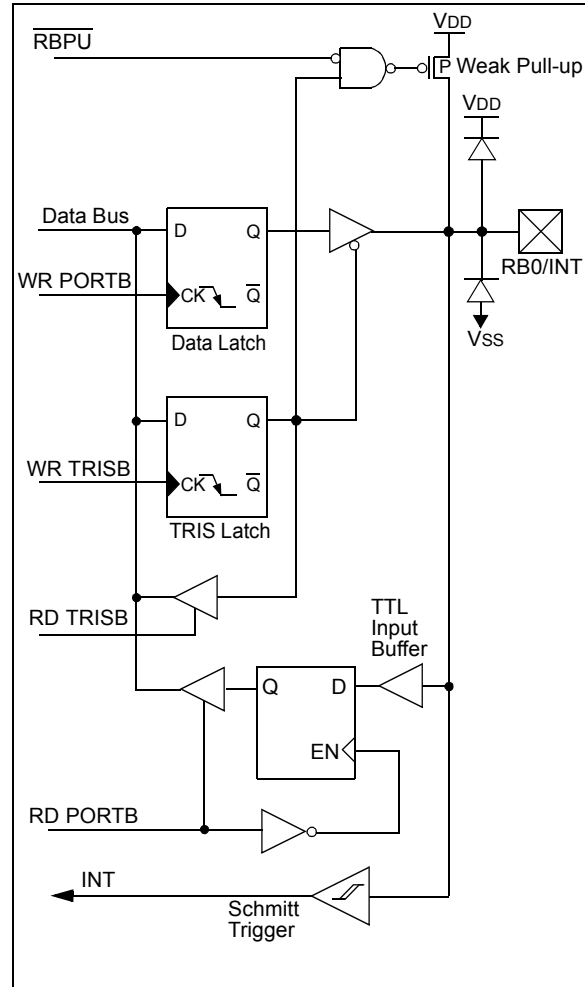 VDD
R̅B̅P̅U̅
P
Weak Pull-up
VDD
Data Bus
D
Q
RB0/INT
WR PORTB
CK
Q̅
VSS
Data Latch
D
Q
WR TRISB
CK
Q̅
TRIS Latch
RD TRISB
TTL
Input
Buffer
Q
D
EN
RD PORTB
INT
Schmitt
Trigger